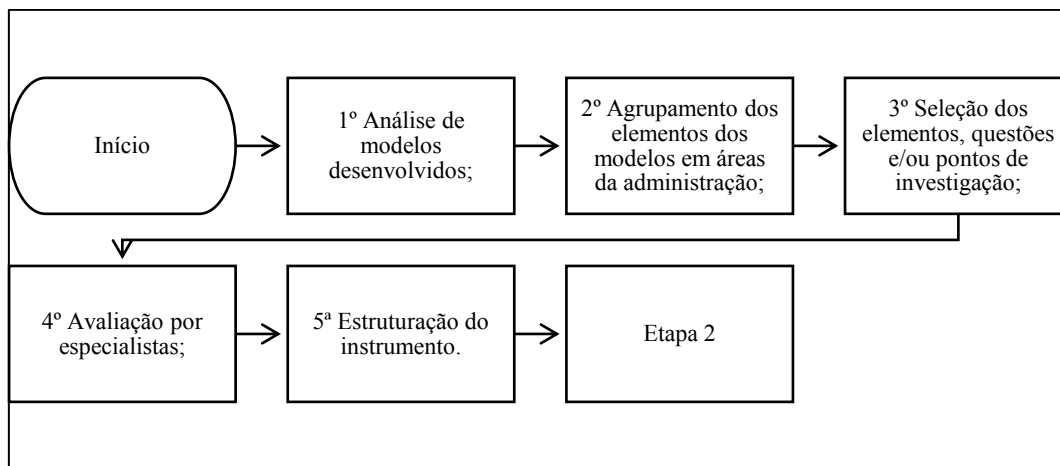 Início
1º Análise de
modelos
desenvolvidos;
2º Agrupamento dos
elementos dos
modelos em áreas
da administração;
3º Seleção dos
elementos, questões
e/ou pontos de
investigação;
4º Avaliação por
especialistas;
5ª Estruturação do
instrumento.
Etapa 2